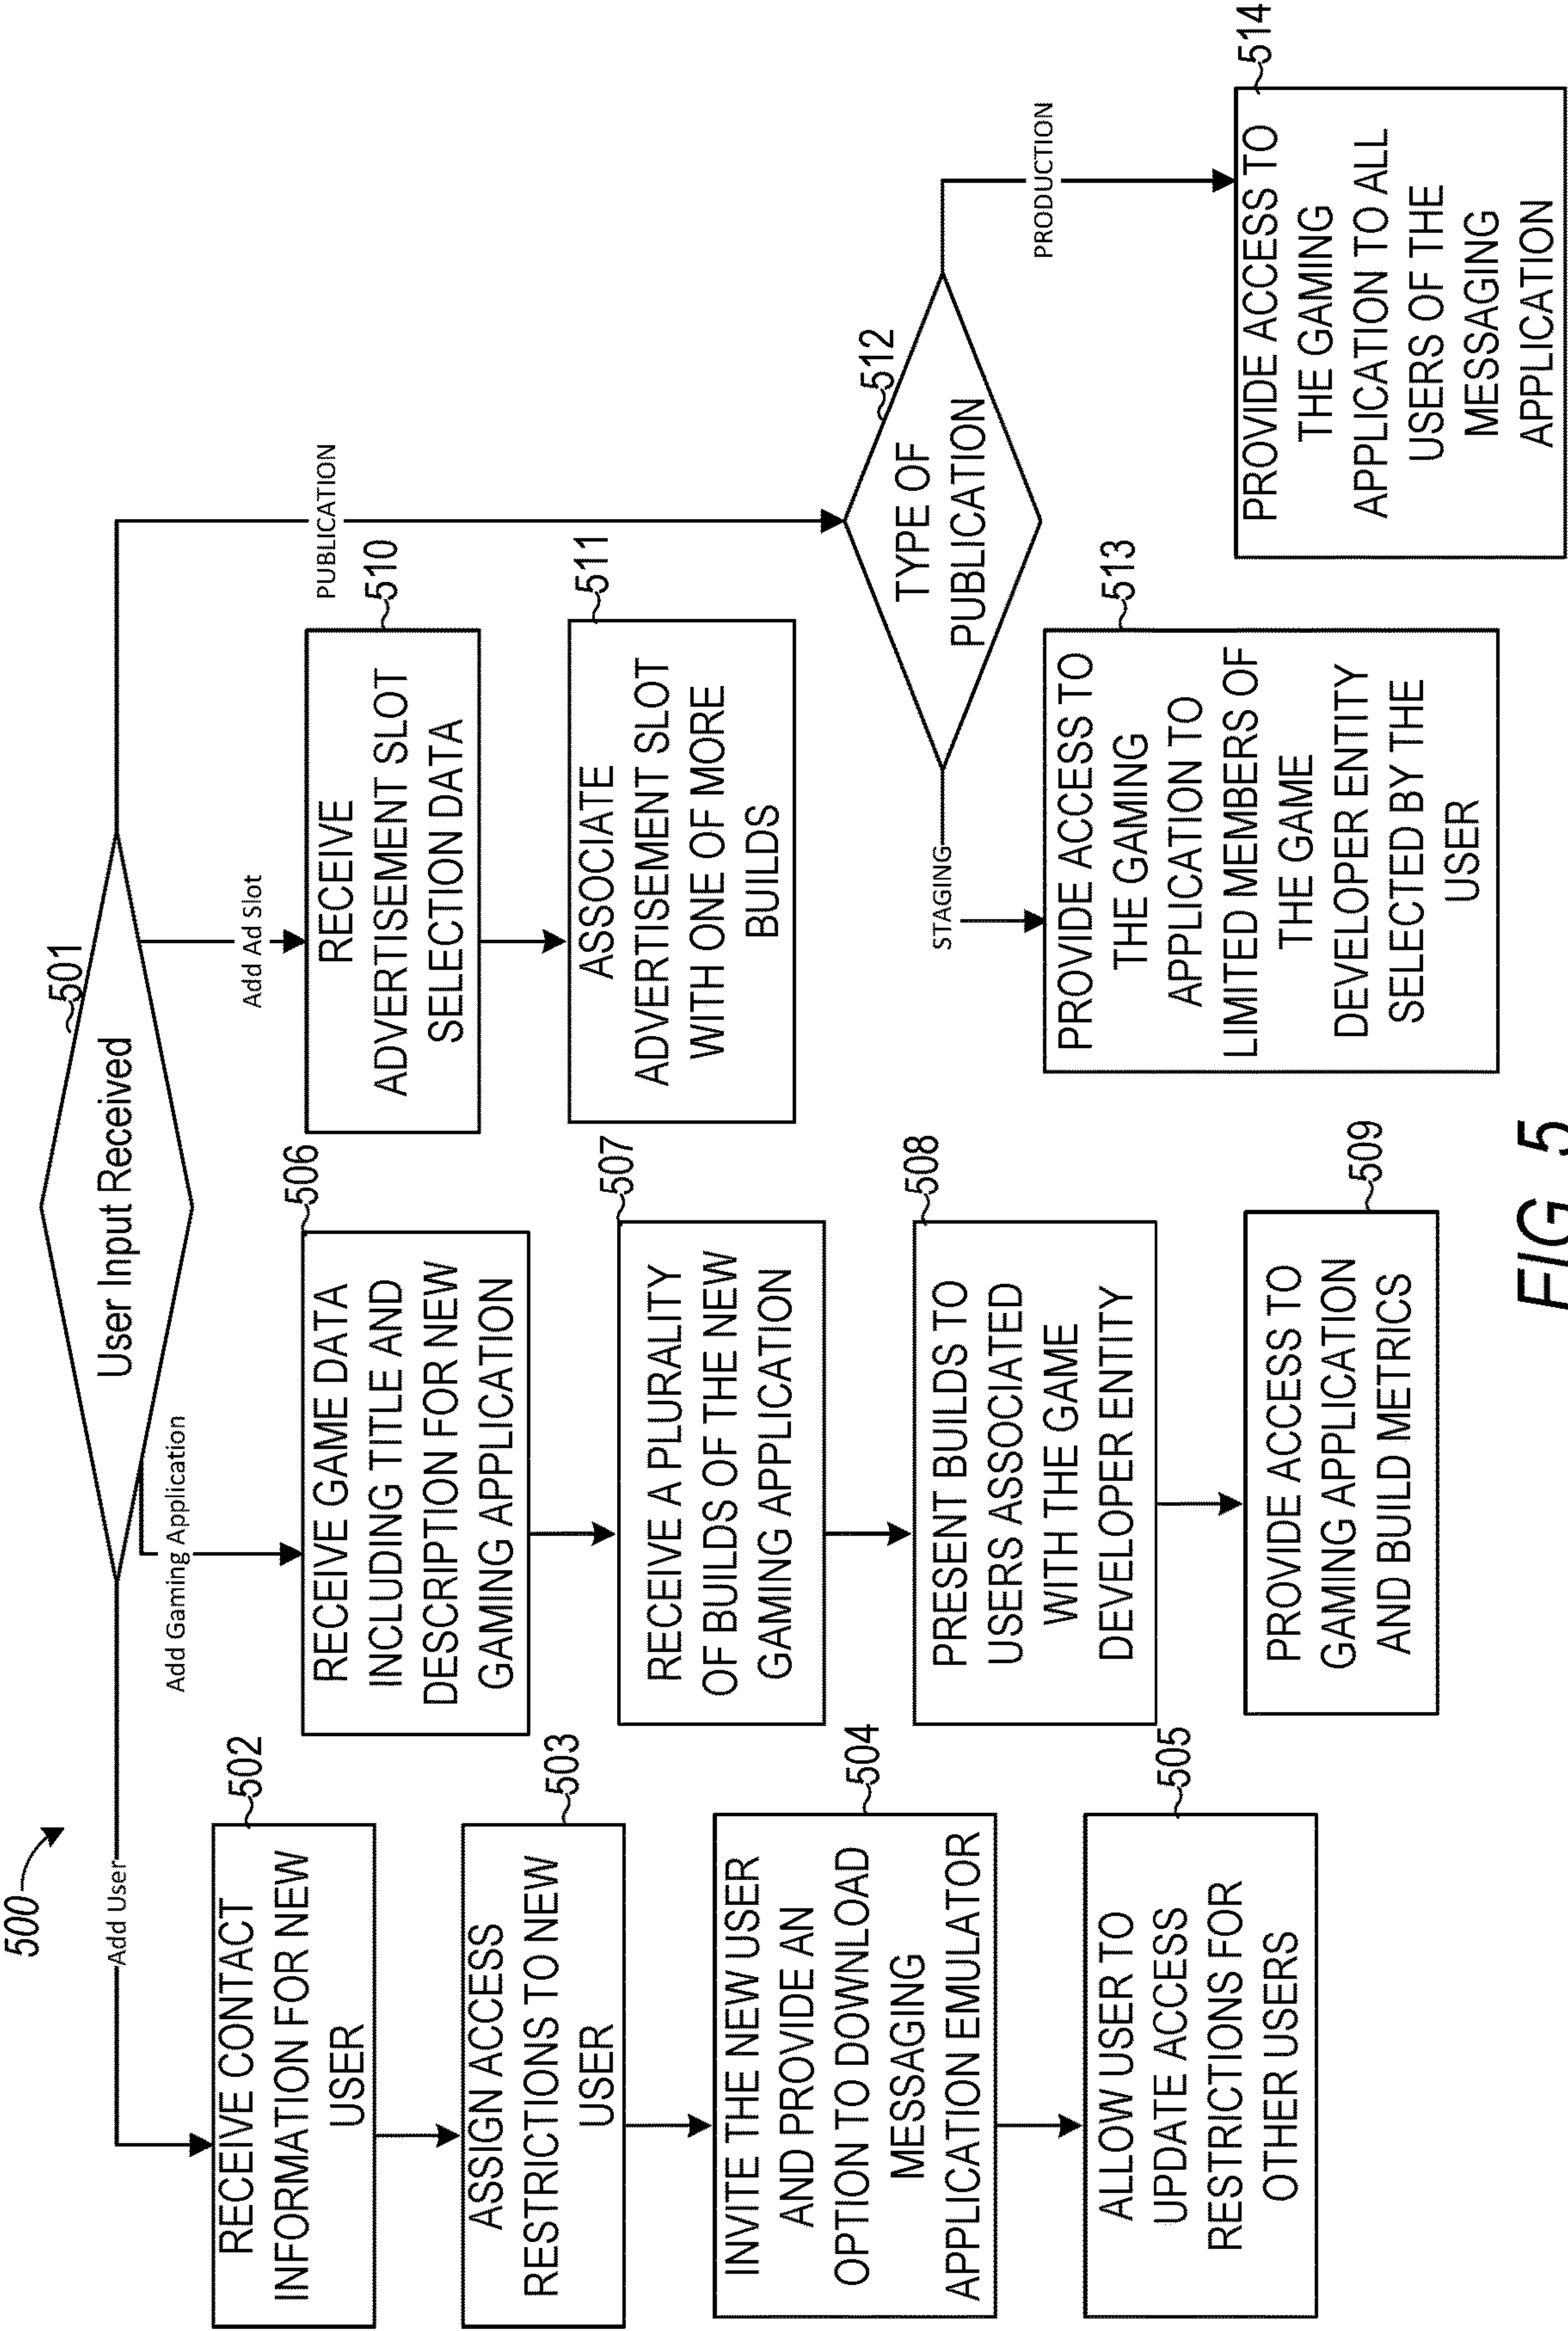 500
User Input Received
501
Add User
Add Gaming Application
Add Ad Slot
PUBLICATION
502
RECEIVE CONTACT
INFORMATION FOR NEW
USER
503
ASSIGN ACCESS
RESTRICTIONS TO NEW
USER
504
INVITE THE NEW USER
AND PROVIDE AN
OPTION TO DOWNLOAD
MESSAGING
APPLICATION EMULATOR
505
ALLOW USER TO
UPDATE ACCESS
RESTRICTIONS FOR
OTHER USERS
506
RECEIVE GAME DATA
INCLUDING TITLE AND
DESCRIPTION FOR NEW
GAMING APPLICATION
507
RECEIVE A PLURALITY
OF BUILDS OF THE NEW
GAMING APPLICATION
508
PRESENT BUILDS TO
USERS ASSOCIATED
WITH THE GAME
DEVELOPER ENTITY
509
PROVIDE ACCESS TO
GAMING APPLICATION
AND BUILD METRICS
510
RECEIVE
ADVERTISEMENT SLOT
SELECTION DATA
511
ASSOCIATE
ADVERTISEMENT SLOT
WITH ONE OF MORE
BUILDS
512
TYPE OF
PUBLICATION
STAGING
PRODUCTION
513
PROVIDE ACCESS TO
THE GAMING
APPLICATION TO
LIMITED MEMBERS OF
THE GAME
DEVELOPER ENTITY
SELECTED BY THE
USER
514
PROVIDE ACCESS TO
THE GAMING
APPLICATION TO ALL
USERS OF THE
MESSAGING
APPLICATION
FIG. 5